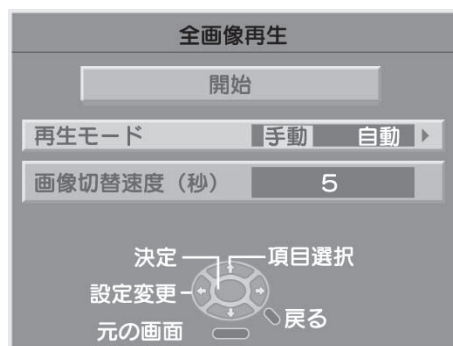 全画像再生
開始
再生モード 手動 自動
画像切替速度（秒） 5
決定 項目選択
設定変更
戻る
元の画面